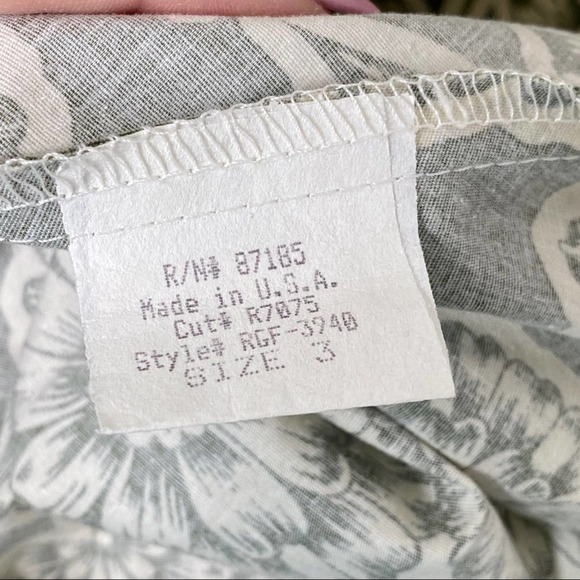 R/N# 87185
Made in U.S.A.
Cut# R7075
Style# RGF-3940
SIZE 3